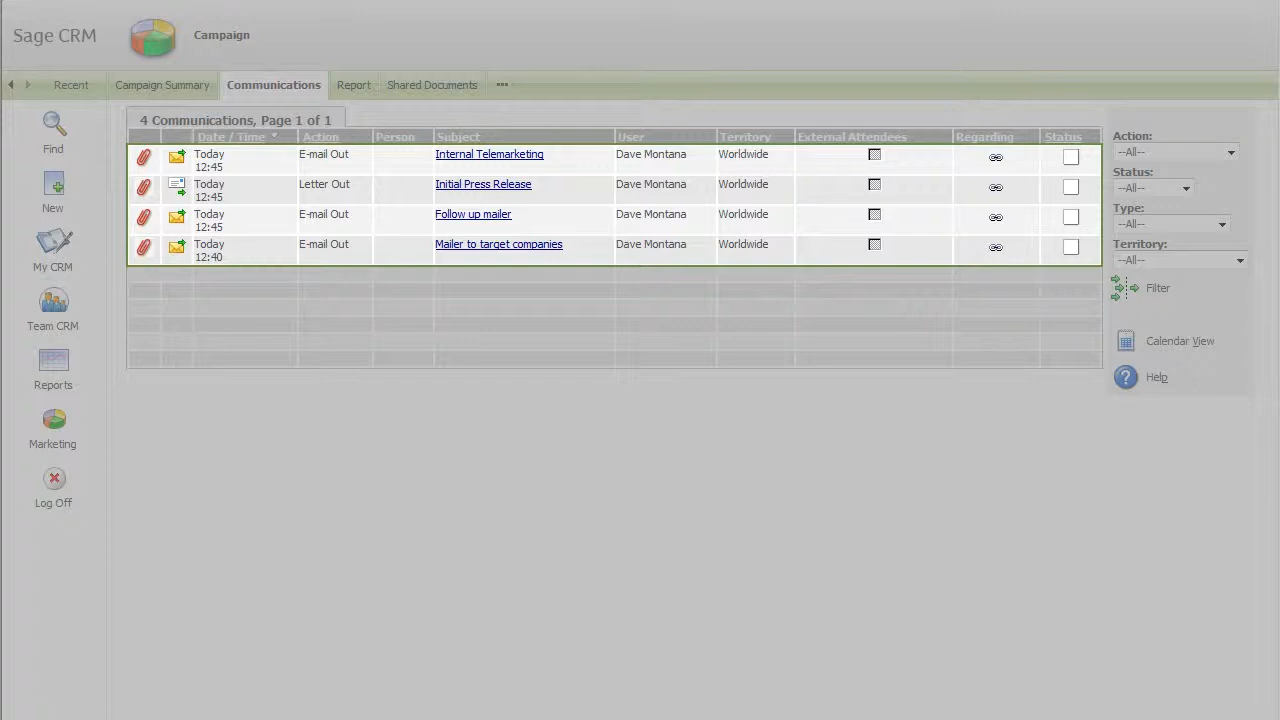 Sage CRM
Campaign
Recent Campaign Summary Communications Report Shared Documents
Find
New
My CRM
Team CRM
Reports
Marketing
Log Off
4 Communications, Page 1 of 1
Date / Time Action Person Subject User Territory External Attendees Regarding Status
Today 12:45 E-mail Out Internal Telemarketing Dave Montana Worldwide
Today 12:45 Letter Out Initial Press Release Dave Montana Worldwide
Today 12:45 E-mail Out Follow up mailer Dave Montana Worldwide
Today 12:40 E-mail Out Mailer to target companies Dave Montana Worldwide
Action:
--All--
Status:
--All--
Type:
--All--
Territory:
--All--
Filter
Calendar View
Help